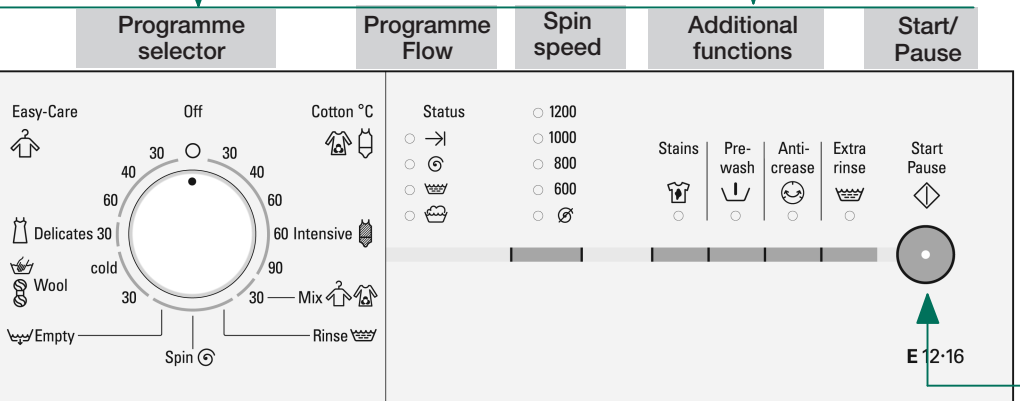 Programme
selector
Programme
Flow
Spin
speed
Additional
functions
Start/
Pause
Easy-Care
Off
Cotton °C
30
30
40
40
60
60
Delicates 30
60 Intensive
cold
90
Wool
30
30
Mix
Empty
Rinse
Spin
Status
1200
1000
800
600
Stains
Pre-
wash
Anti-
crease
Extra
rinse
Start
Pause
E 12·16